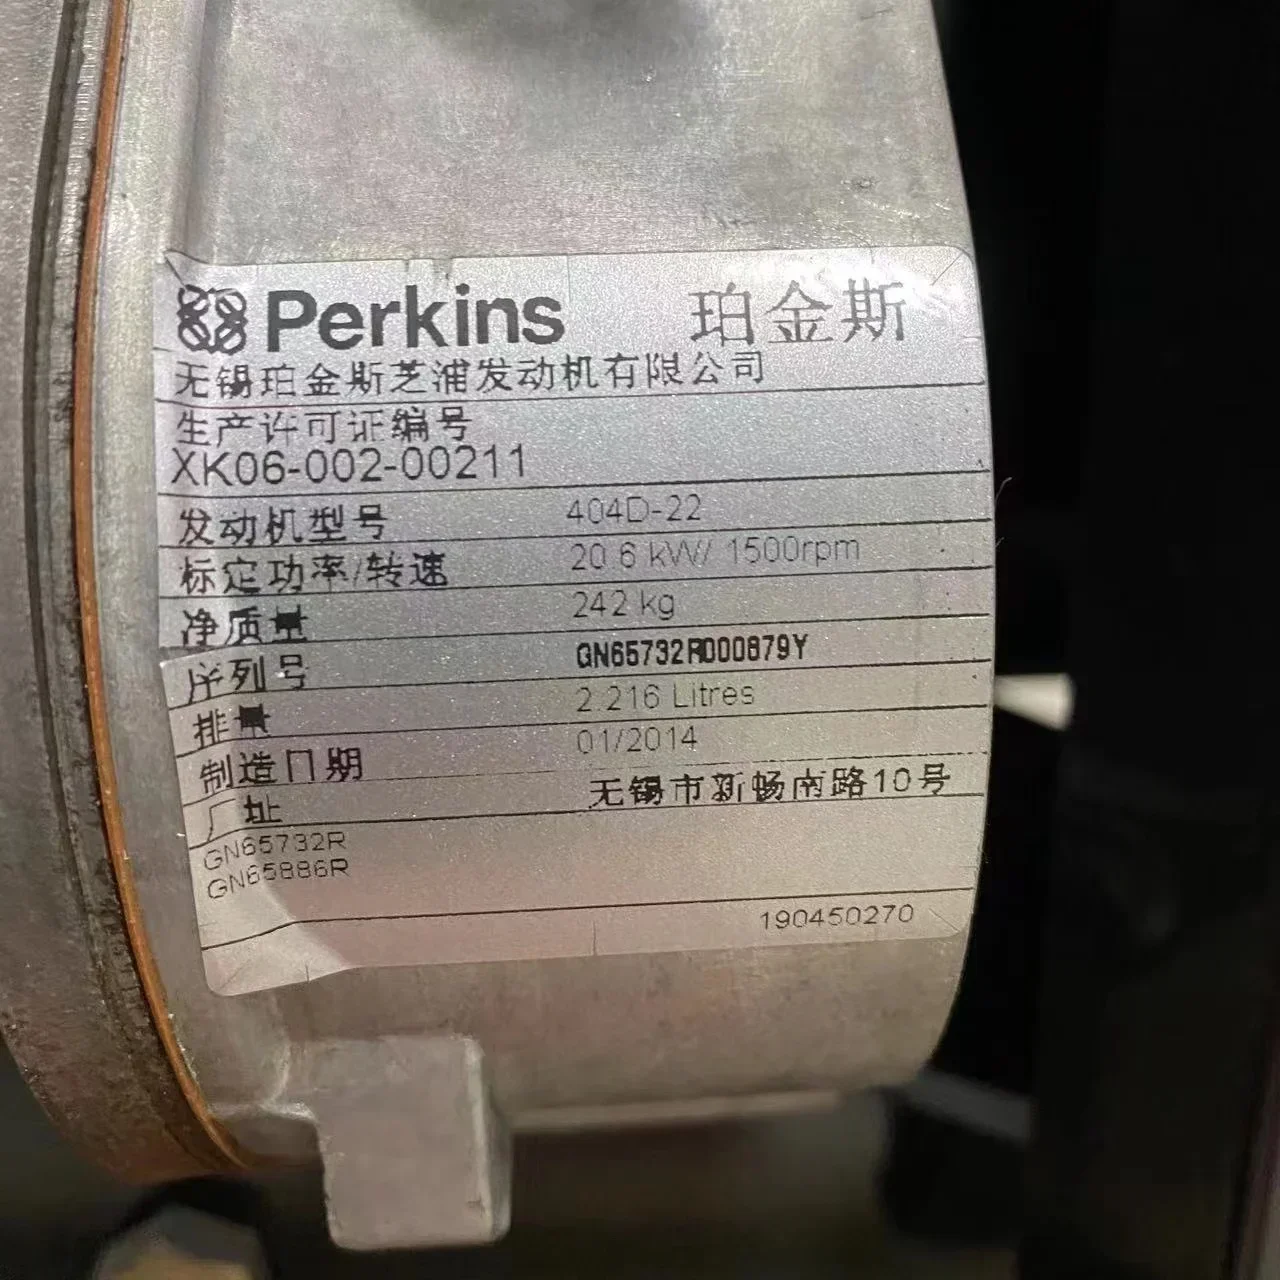 Perkins 珀金斯
无锡珀金斯芝浦发动机有限公司
生产许可证编号
XK06-002-00211
发动机型号 404D-22
标定功率/转速 20.6 kW/ 1500rpm
净质量 242 kg
序列号 GN65732R000879Y
排量 2.216 Litres
制造日期 01/2014
厂址 无锡市新畅南路10号
GN65732R
GN65886R
190450270